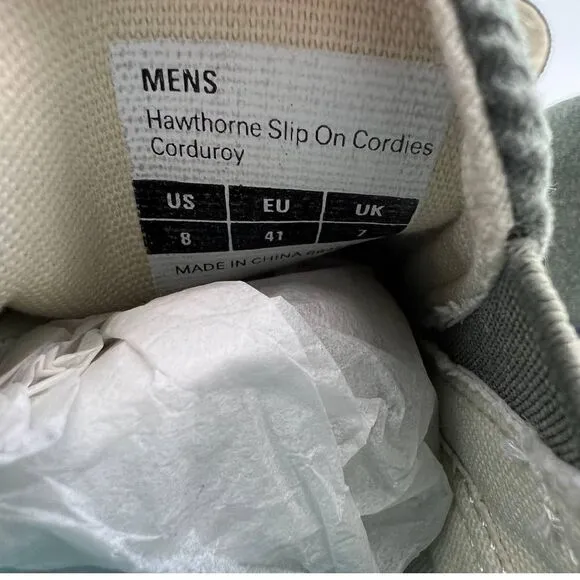 MENS
Hawthorne Slip On Cordies
Corduroy
US EU UK
8 41 7
MADE IN CHINA